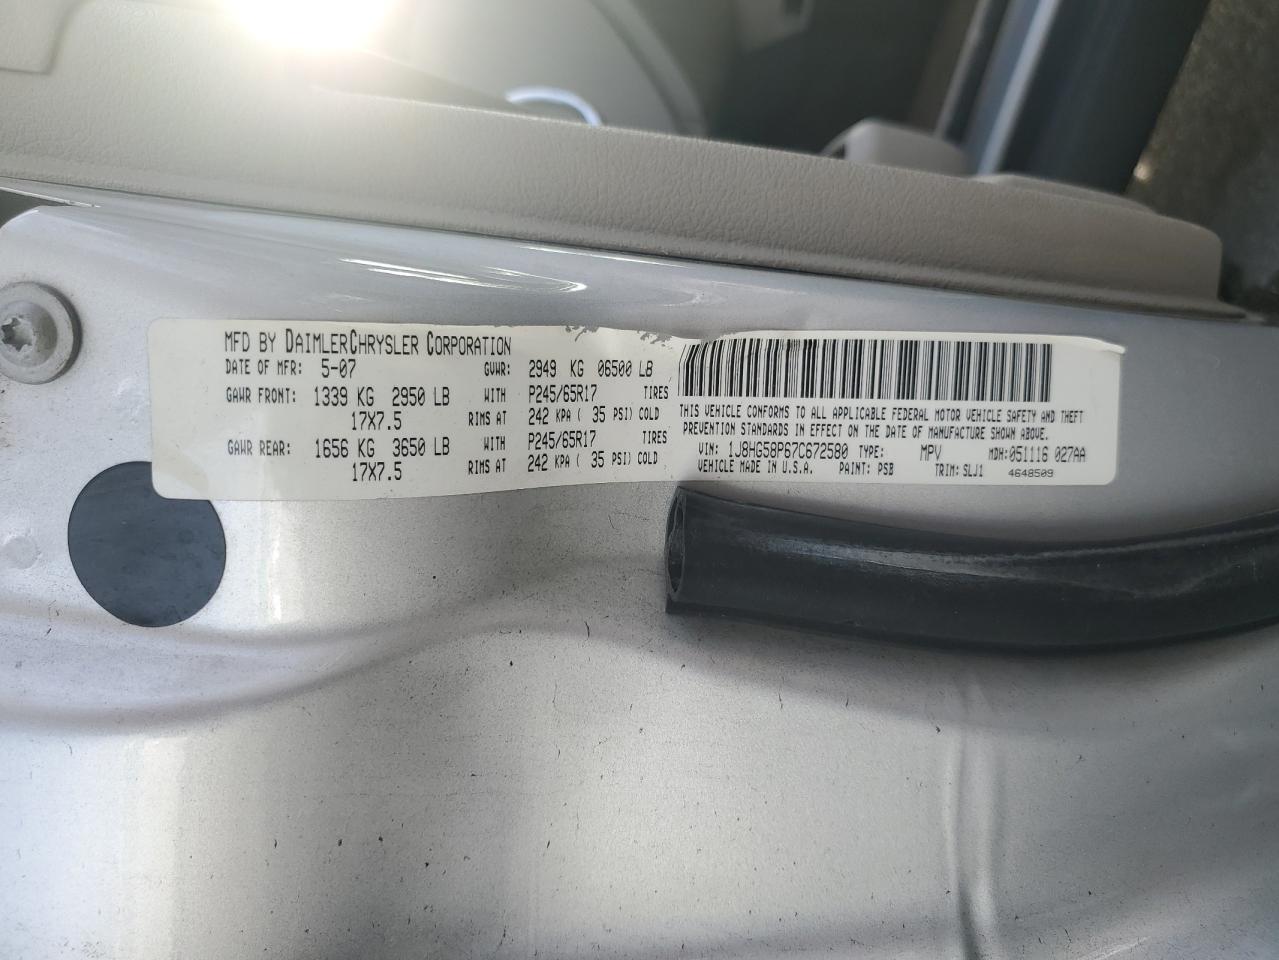 MFD BY DAIMLERCHRYSLER CORPORATION
DATE OF MFR: 5-07 GVWR: 2949 KG 06500 LB
GAWR FRONT: 1339 KG 2950 LB WITH P245/65R17 TIRES
17X7.5 RIMS AT 242 KPA ( 35 PSI) COLD
GAWR REAR: 1656 KG 3650 LB WITH P245/65R17 TIRES
17X7.5 RIMS AT 242 KPA ( 35 PSI) COLD
THIS VEHICLE CONFORMS TO ALL APPLICABLE FEDERAL MOTOR VEHICLE SAFETY AND THEFT
PREVENTION STANDARDS IN EFFECT ON THE DATE OF MANUFACTURE SHOWN ABOVE.
VIN: 1J8HG58P67C672580 TYPE: MPV MDH: 051116 027AA
VEHICLE MADE IN U.S.A. PAINT: PSB TRIM: SLJ1 4648509